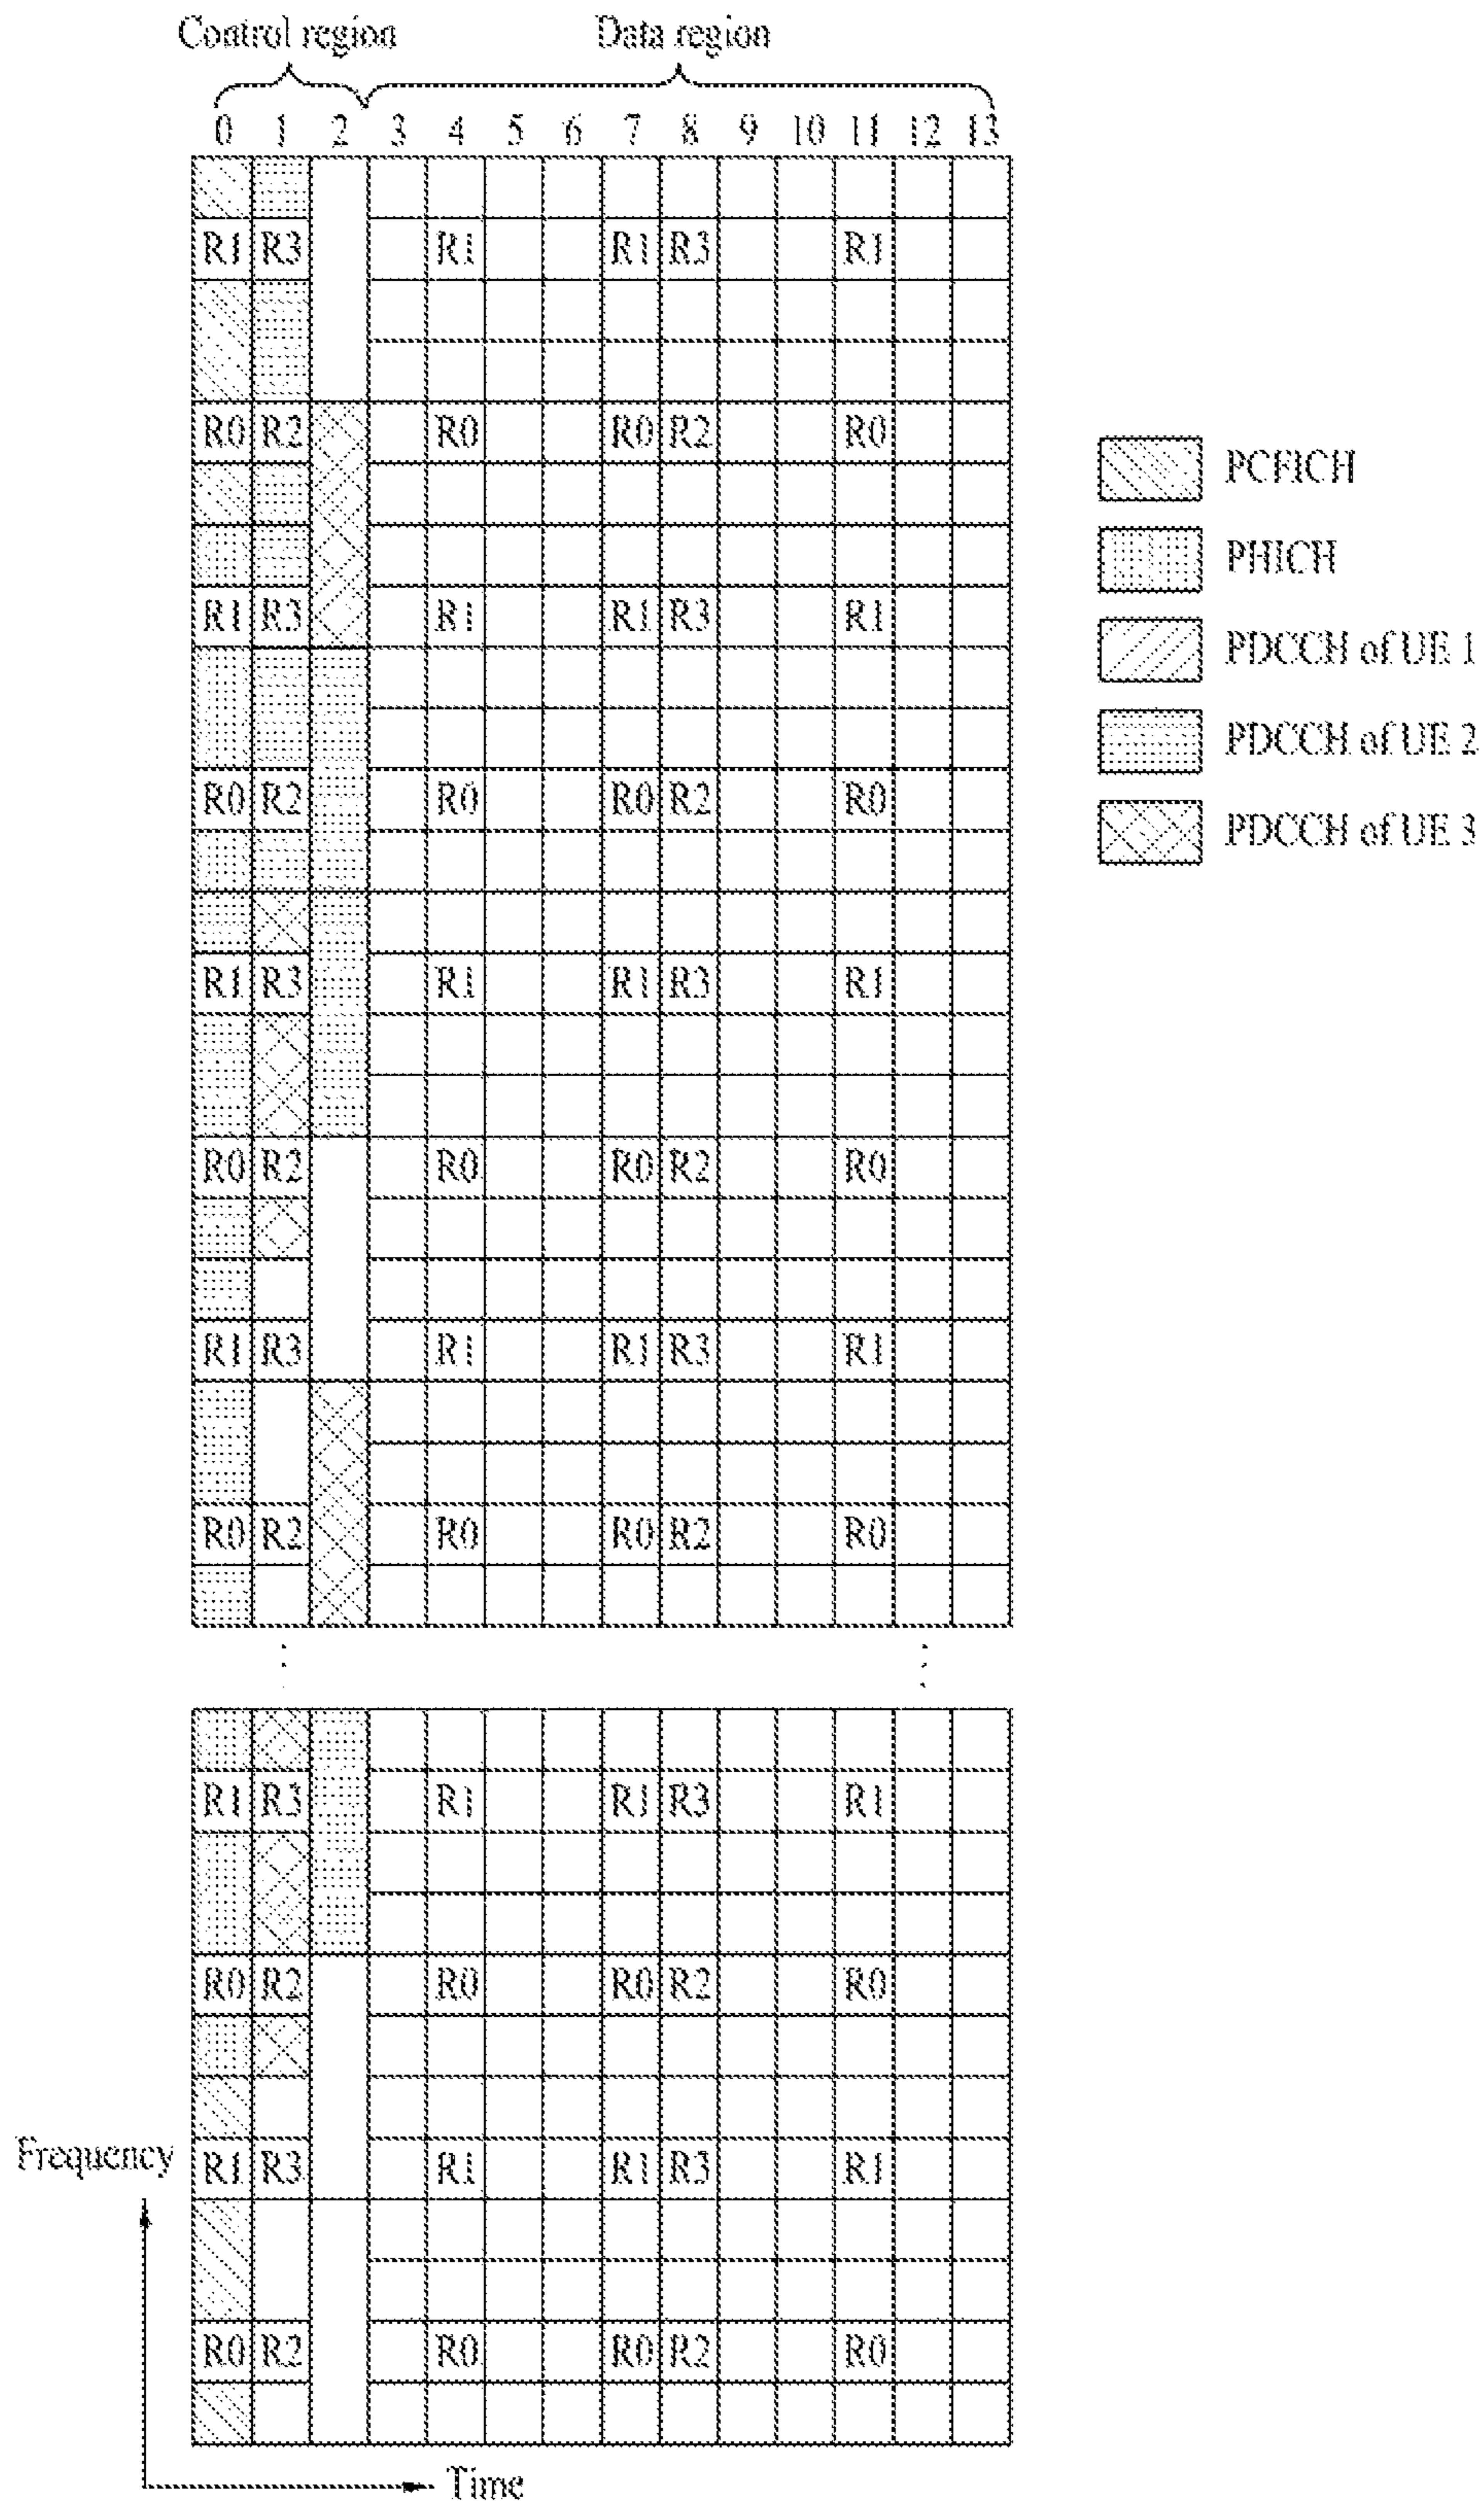 Control region Data region
0 1 2 3 4 5 6 7 8 9 10 11 12 13
R1 R3 R1 R1 R3 R1
R0 R2 R0 R0 R2 R0
PCFICH
PHICH
R1 R3 R1 R1 R3 R1
PDCCH of UE 1
PDCCH of UE 2
R0 R2 R0 R0 R2 R0
PDCCH of UE 3
R1 R3 R1 R1 R3 R1
R0 R2 R0 R0 R2 R0
R1 R3 R1 R1 R3 R1
R0 R2 R0 R0 R2 R0
R1 R3 R1 R1 R3 R1
R0 R2 R0 R0 R2 R0
Frequency
R1 R3 R1 R1 R3 R1
R0 R2 R0 R0 R2 R0
Time